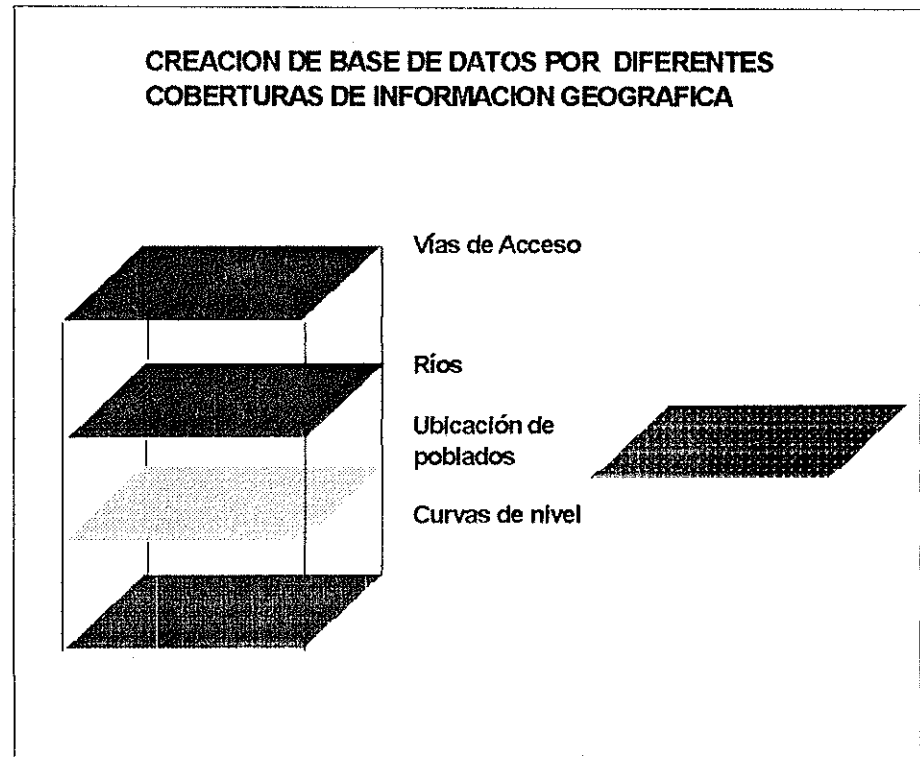 CREACION DE BASE DE DATOS POR DIFERENTES
COBERTURAS DE INFORMACION GEOGRAFICA
Vías de Acceso
Ríos
Ubicación de
poblados
Curvas de nivel